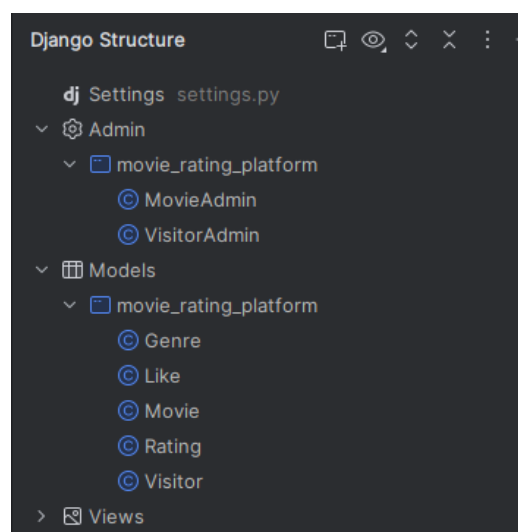 Django Structure
dj Settings settings.py
Admin
movie_rating_platform
MovieAdmin
VisitorAdmin
Models
movie_rating_platform
Genre
Like
Movie
Rating
Visitor
Views